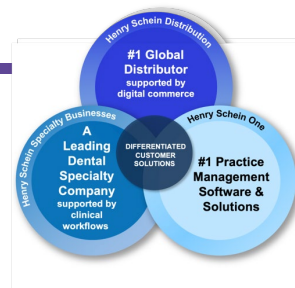 Henry Schein Distribution
#1 Global
Distributor
supported by
digital commerce
Henry Schein Specialty Businesses
A
Leading
Dental
Specialty
Company
supported by
clinical
workflows
DIFFERENTIATED
CUSTOMER
SOLUTIONS
Henry Schein One
#1 Practice
Management
Software &
Solutions